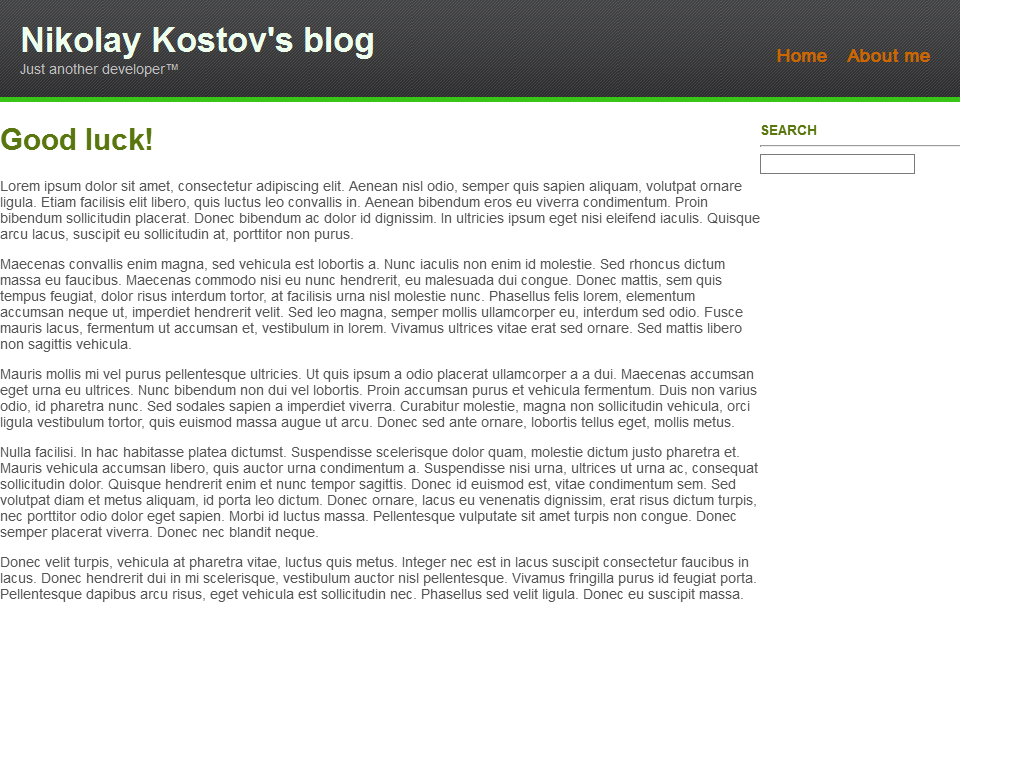 Nikolay Kostov's blog
Just another developer™
Home About me
Good luck!
Lorem ipsum dolor sit amet, consectetur adipiscing elit. Aenean nisl odio, semper quis sapien aliquam, volutpat ornare
ligula. Etiam facilisis elit libero, quis luctus leo convallis in. Aenean bibendum eros eu viverra condimentum. Proin
bibendum sollicitudin placerat. Donec bibendum ac dolor id dignissim. In ultricies ipsum eget nisi eleifend iaculis. Quisque
arcu lacus, suscipit eu sollicitudin at, porttitor non purus.
Maecenas convallis enim magna, sed vehicula est lobortis a. Nunc iaculis non enim id molestie. Sed rhoncus dictum
massa eu faucibus. Maecenas commodo nisi eu nunc hendrerit, eu malesuada dui congue. Donec mattis, sem quis
tempus feugiat, dolor risus interdum tortor, at facilisis urna nisl molestie nunc. Phasellus felis lorem, elementum
accumsan neque ut, imperdiet hendrerit velit. Sed leo magna, semper mollis ullamcorper eu, interdum sed odio. Fusce
mauris lacus, fermentum ut accumsan et, vestibulum in lorem. Vivamus ultrices vitae erat sed ornare. Sed mattis libero
non sagittis vehicula.
Mauris mollis mi vel purus pellentesque ultricies. Ut quis ipsum a odio placerat ullamcorper a a dui. Maecenas accumsan
eget urna eu ultrices. Nunc bibendum non dui vel lobortis. Proin accumsan purus et vehicula fermentum. Duis non varius
odio, id pharetra nunc. Sed sodales sapien a imperdiet viverra. Curabitur molestie, magna non sollicitudin vehicula, orci
ligula vestibulum tortor, quis euismod massa augue ut arcu. Donec sed ante ornare, lobortis tellus eget, mollis metus.
Nulla facilisi. In hac habitasse platea dictumst. Suspendisse scelerisque dolor quam, molestie dictum justo pharetra et.
Mauris vehicula accumsan libero, quis auctor urna condimentum a. Suspendisse nisi urna, ultrices ut urna ac, consequat
sollicitudin dolor. Quisque hendrerit enim et nunc tempor sagittis. Donec id euismod est, vitae condimentum sem. Sed
volutpat diam et metus aliquam, id porta leo dictum. Donec ornare, lacus eu venenatis dignissim, erat risus dictum turpis,
nec porttitor odio dolor eget sapien. Morbi id luctus massa. Pellentesque vulputate sit amet turpis non congue. Donec
semper placerat viverra. Donec nec blandit neque.
Donec velit turpis, vehicula at pharetra vitae, luctus quis metus. Integer nec est in lacus suscipit consectetur faucibus in
lacus. Donec hendrerit dui in mi scelerisque, vestibulum auctor nisl pellentesque. Vivamus fringilla purus id feugiat porta.
Pellentesque dapibus arcu risus, eget vehicula est sollicitudin nec. Phasellus sed velit ligula. Donec eu suscipit massa.
SEARCH